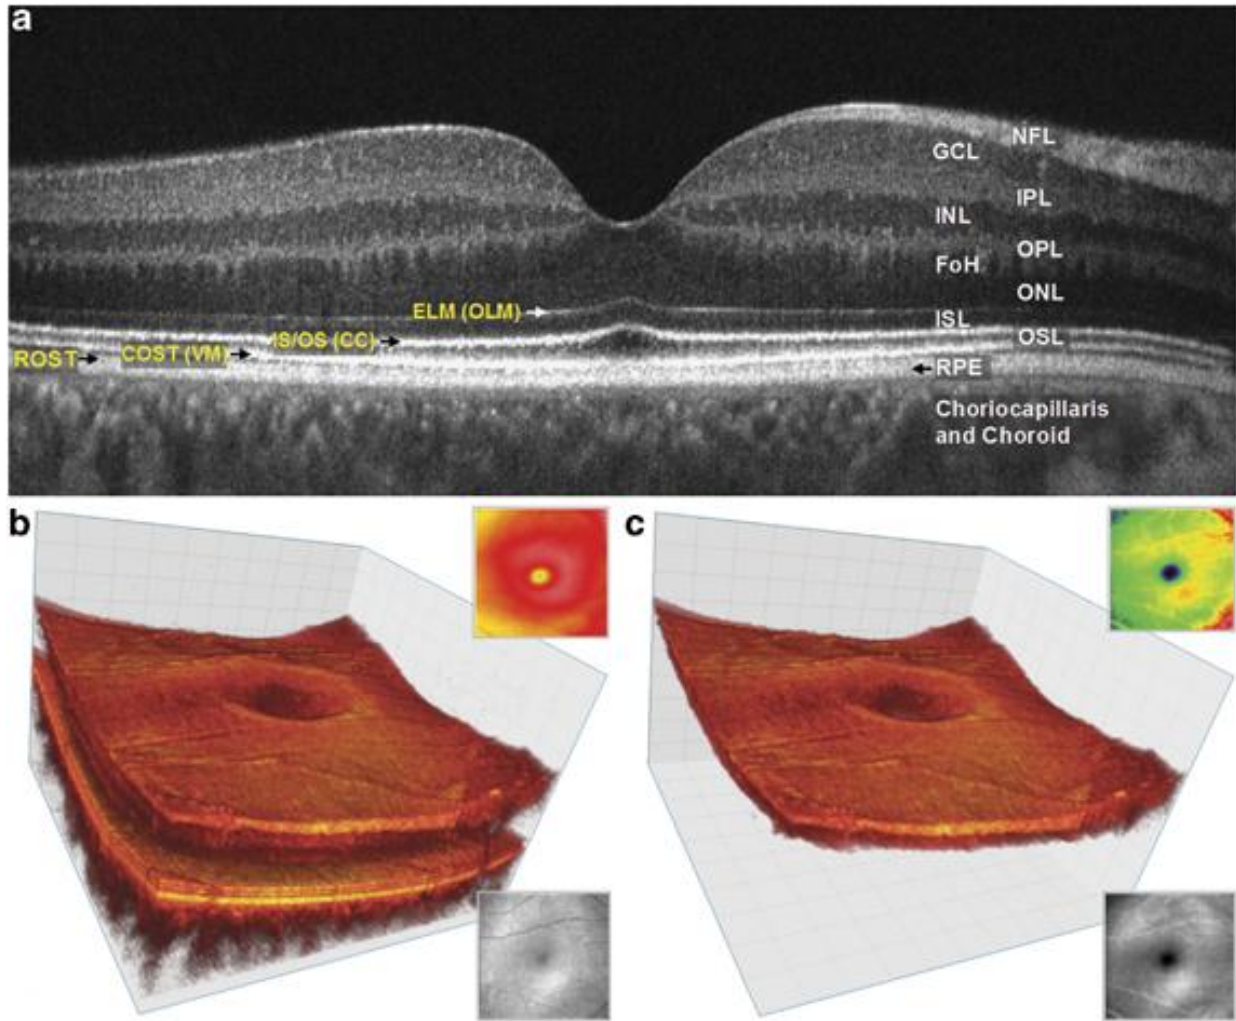 a
NFL
GCL
IPL
INL
OPL
FoH
ONL
ELM (OLM)
ISL
IS/OS (CC)
OSL
COST (VM)
ROST
RPE
Choriocapillaris
and Choroid
b
c